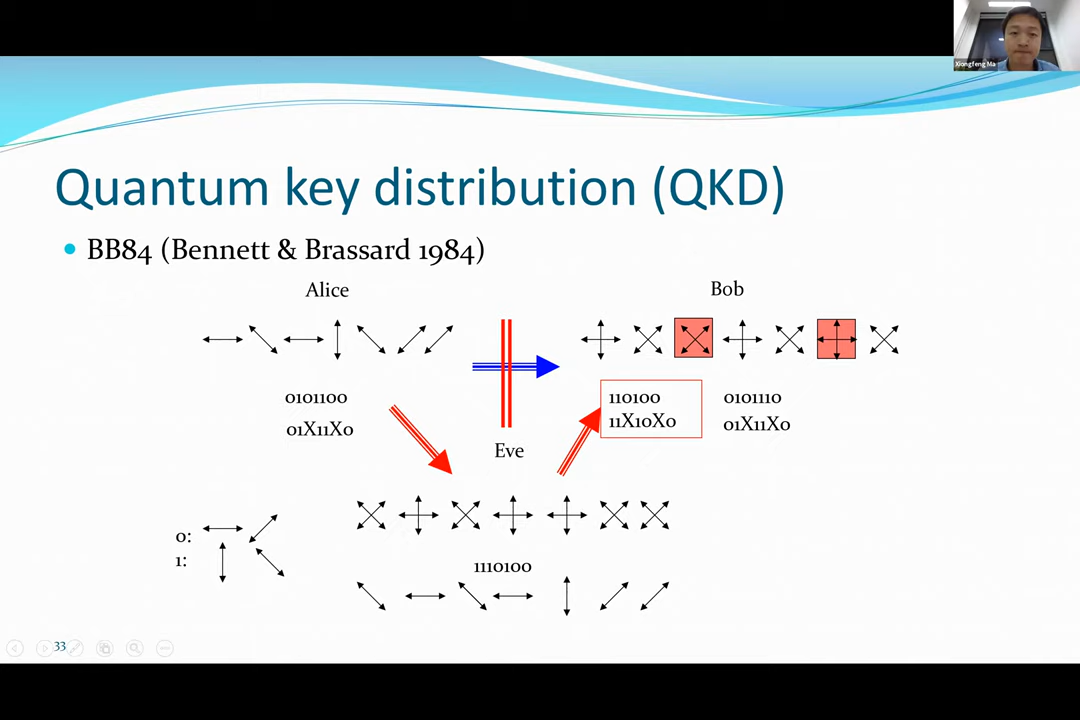 Xiongfeng Ma
Quantum key distribution (QKD)
BB84 (Bennett & Brassard 1984)
Alice
Bob
0101100
01X11X0
110100
11X10X0
0101110
01X11X0
Eve
0:
1:
1110100
33